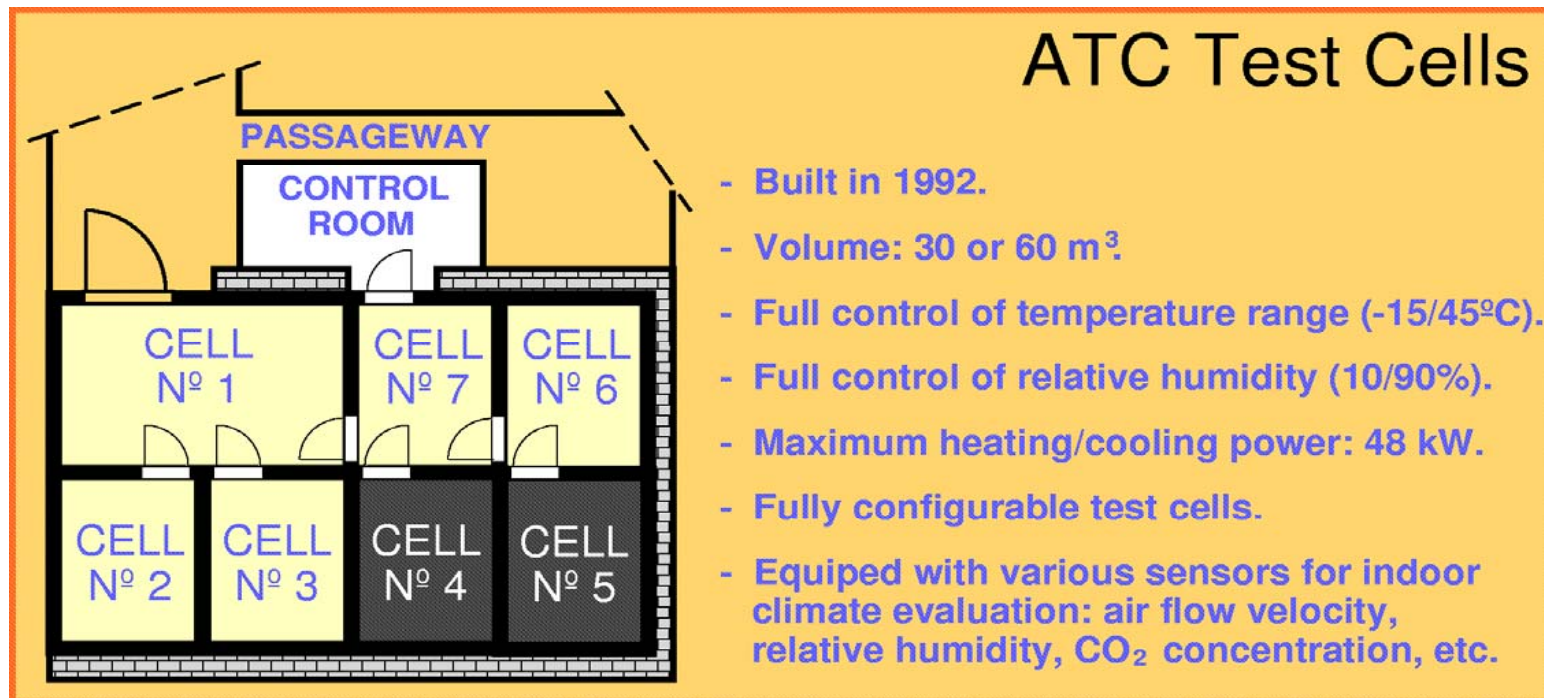 ATC Test Cells
PASSAGEWAY
CONTROL
ROOM
CELL
Nº 1
CELL
Nº 7
CELL
Nº 6
CELL
Nº 2
CELL
Nº 3
CELL
Nº 4
CELL
Nº 5
- Built in 1992.
- Volume: 30 or 60 m³.
- Full control of temperature range (-15/45ºC).
- Full control of relative humidity (10/90%).
- Maximum heating/cooling power: 48 kW.
- Fully configurable test cells.
- Equiped with various sensors for indoor
climate evaluation: air flow velocity,
relative humidity, CO₂ concentration, etc.